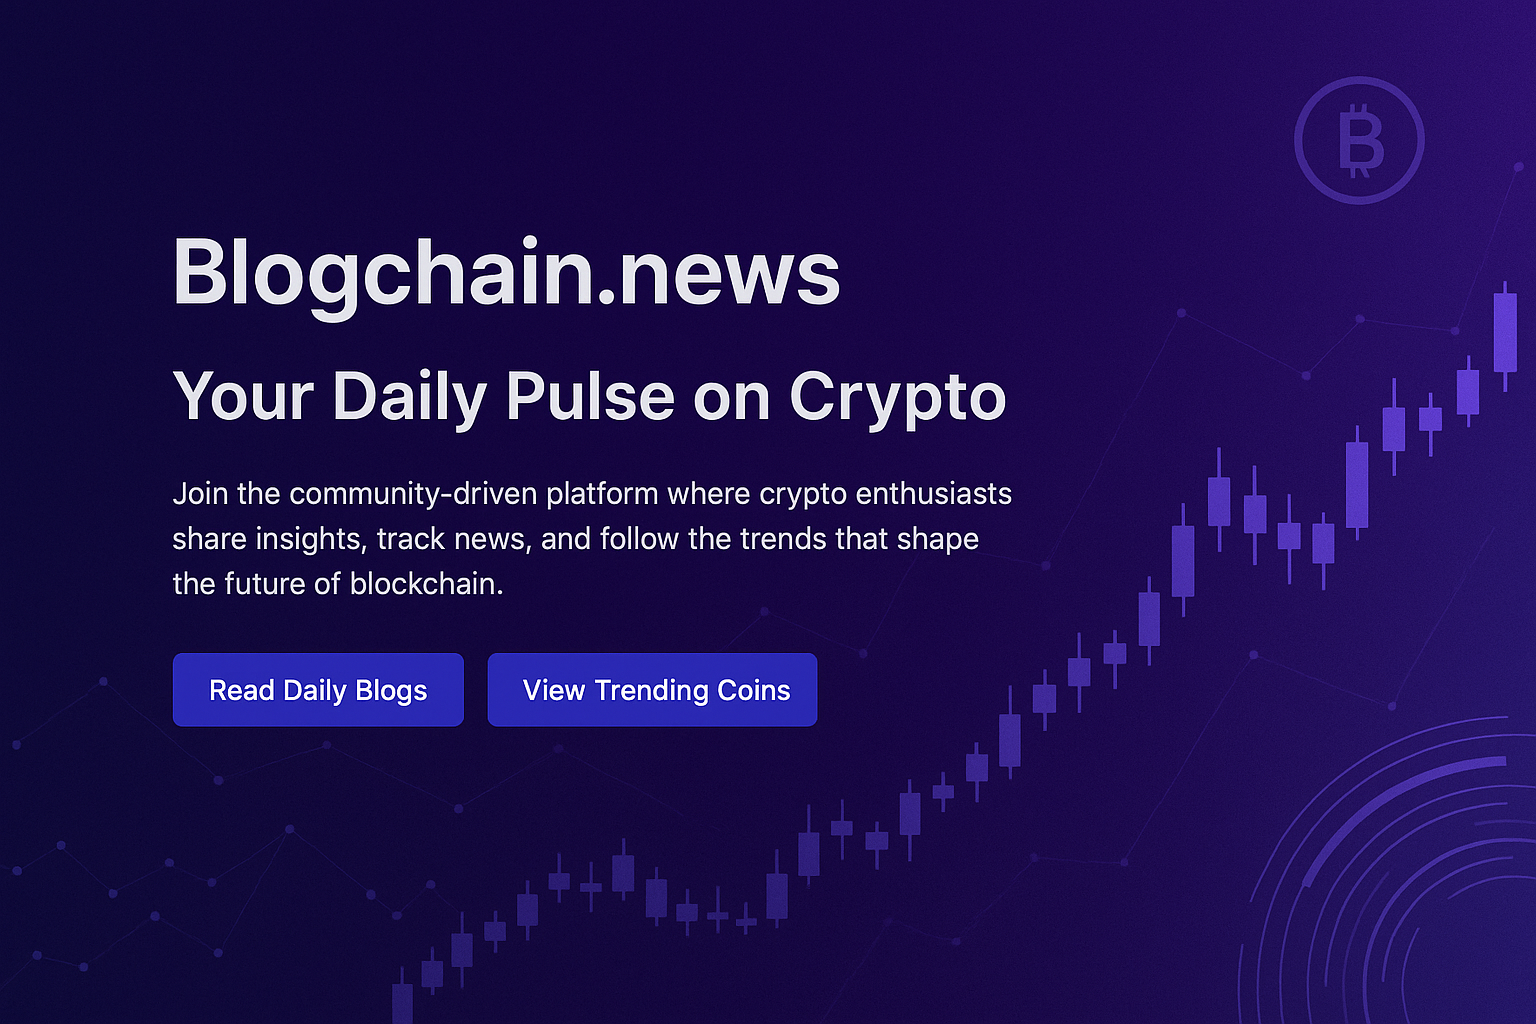 Blogchain.news
Your Daily Pulse on Crypto
Join the community-driven platform where crypto enthusiasts
share insights, track news, and follow the trends that shape
the future of blockchain.
Read Daily Blogs
View Trending Coins